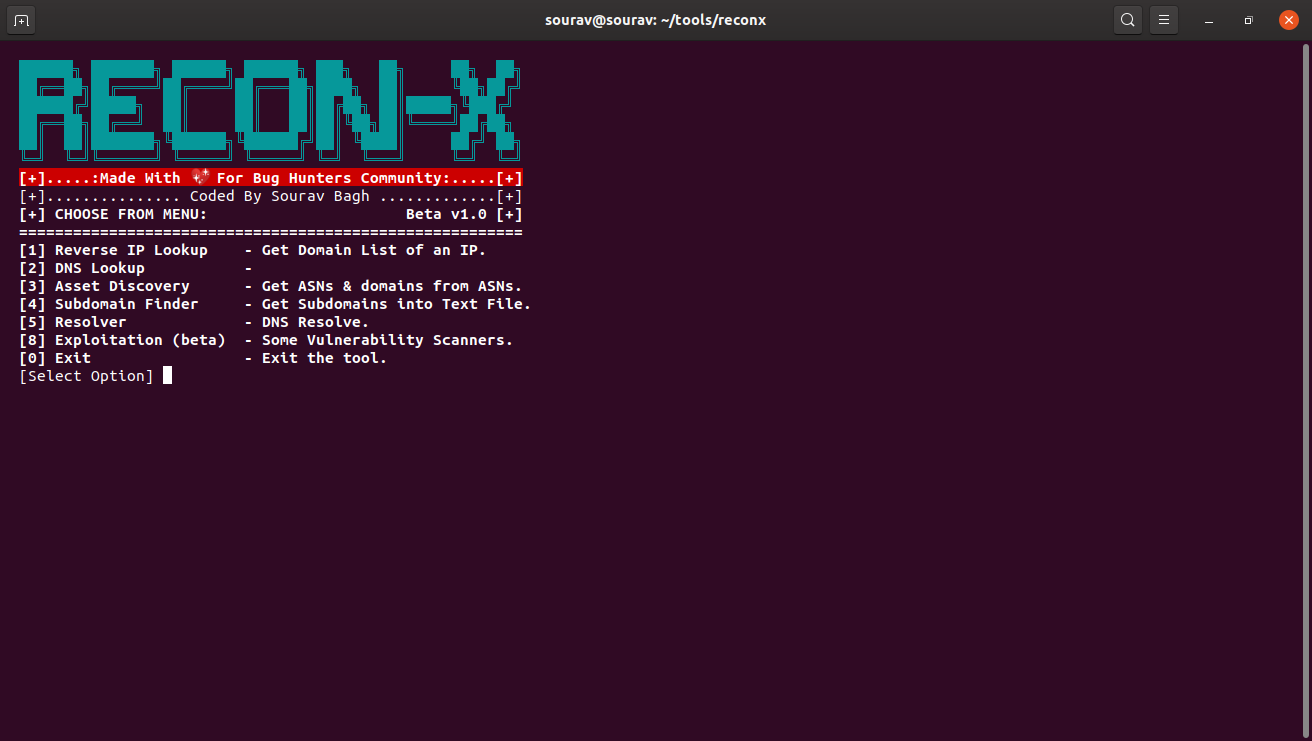 sourav@sourav: ~/tools/reconx
RECON-X
[+].....:Made With 💖 For Bug Hunters Community:.....[+]
[+]............... Coded By Sourav Bagh .............[+]
[+] CHOOSE FROM MENU: Beta v1.0 [+]
========================================================
[1] Reverse IP Lookup - Get Domain List of an IP.
[2] DNS Lookup -
[3] Asset Discovery - Get ASNs & domains from ASNs.
[4] Subdomain Finder - Get Subdomains into Text File.
[5] Resolver - DNS Resolve.
[8] Exploitation (beta) - Some Vulnerability Scanners.
[0] Exit - Exit the tool.
[Select Option]